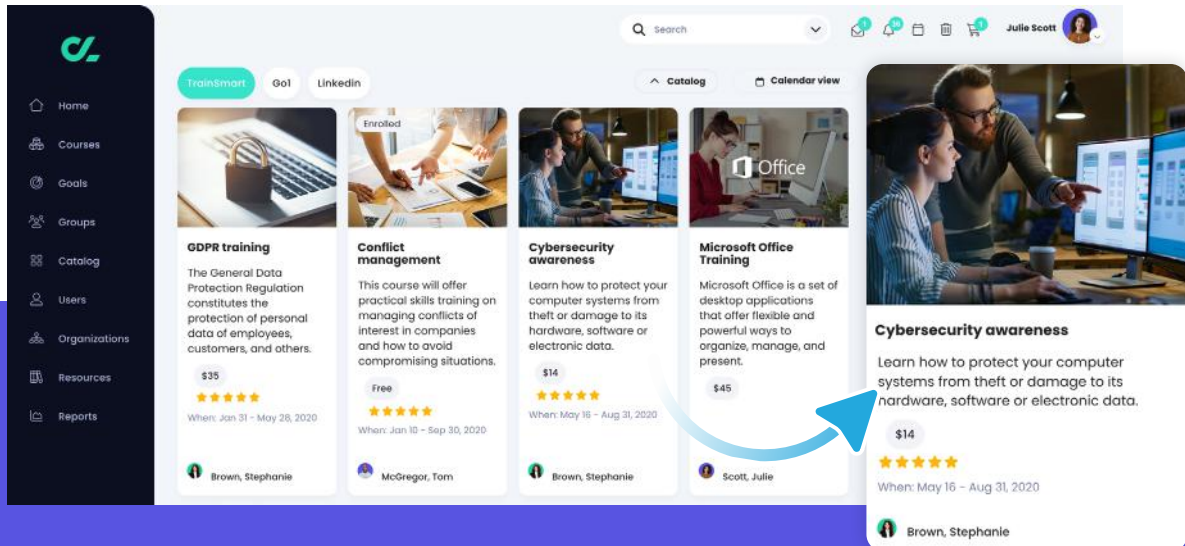 Search
Julie Scott
TrainSmart
Go1
Linkedin
Catalog
Calendar view
Home
Courses
Goals
Groups
Catalog
Users
Organizations
Resources
Reports
GDPR training
The General Data
Protection Regulation
constitutes the
protection of personal
data of employees,
customers, and others.
$35
When: Jan 31 - May 28, 2020
Brown, Stephanie
Enrolled
Conflict
management
This course will offer
practical skills training on
managing conflicts of
interest in companies
and how to avoid
compromising situations.
Free
When: Jan 10 - Sep 30, 2020
McGregor, Tom
Cybersecurity
awareness
Learn how to protect your
computer systems from
theft or damage to its
hardware, software or
electronic data.
$14
When: May 16 - Aug 31, 2020
Brown, Stephanie
Office
Microsoft Office
Training
Microsoft Office is a set of
desktop applications
that offer flexible and
powerful ways to
organize, manage, and
present.
$45
Scott, Julie
Cybersecurity awareness
Learn how to protect your computer
systems from theft or damage to its
hardware, software or electronic data.
$14
When: May 16 - Aug 31, 2020
Brown, Stephanie